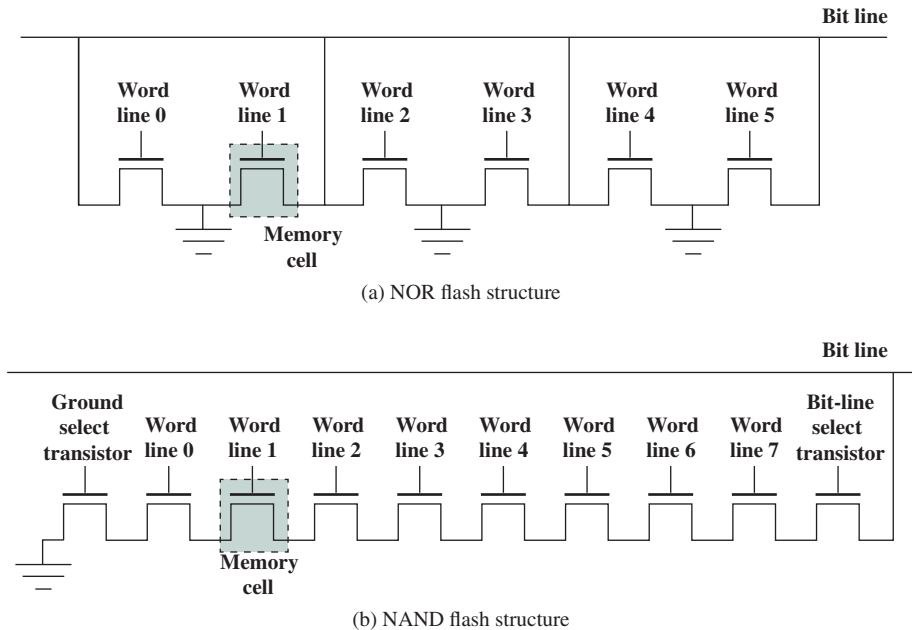 Bit line
Word
line 0
Word
line 1
Word
line 2
Word
line 3
Word
line 4
Word
line 5
Memory
cell
(a) NOR flash structure
Bit line
Ground
select
transistor
Word
line 0
Word
line 1
Word
line 2
Word
line 3
Word
line 4
Word
line 5
Word
line 6
Word
line 7
Bit-line
select
transistor
Memory
cell
(b) NAND flash structure